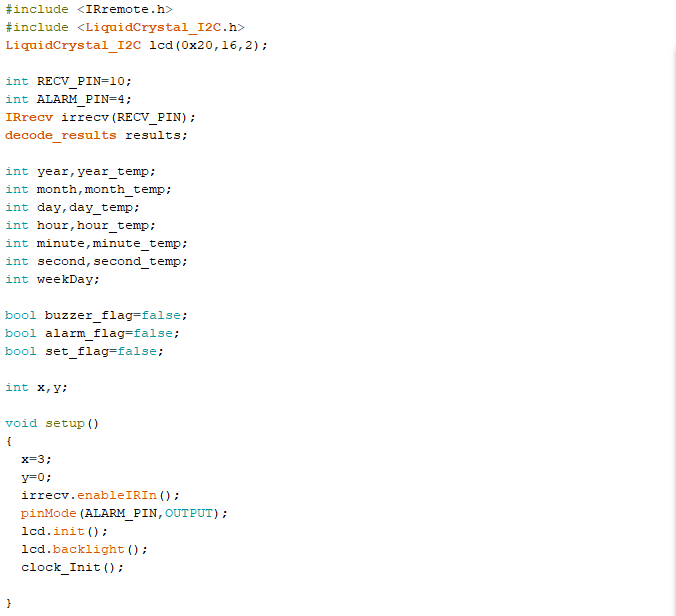 #include <IRremote.h>
#include <LiquidCrystal_I2C.h>
LiquidCrystal_I2C lcd(0x20,16,2);
int RECV_PIN=10;
int ALARM_PIN=4;
IRrecv irrecv(RECV_PIN);
decode_results results;
int year,year_temp;
int month,month_temp;
int day,day_temp;
int hour,hour_temp;
int minute,minute_temp;
int second,second_temp;
int weekDay;
bool buzzer_flag=false;
bool alarm_flag=false;
bool set_flag=false;
int x,y;
void setup()
{
  x=3;
  y=0;
  irrecv.enableIRIn();
  pinMode(ALARM_PIN,OUTPUT);
  lcd.init();
  lcd.backlight();
  clock_Init();
}